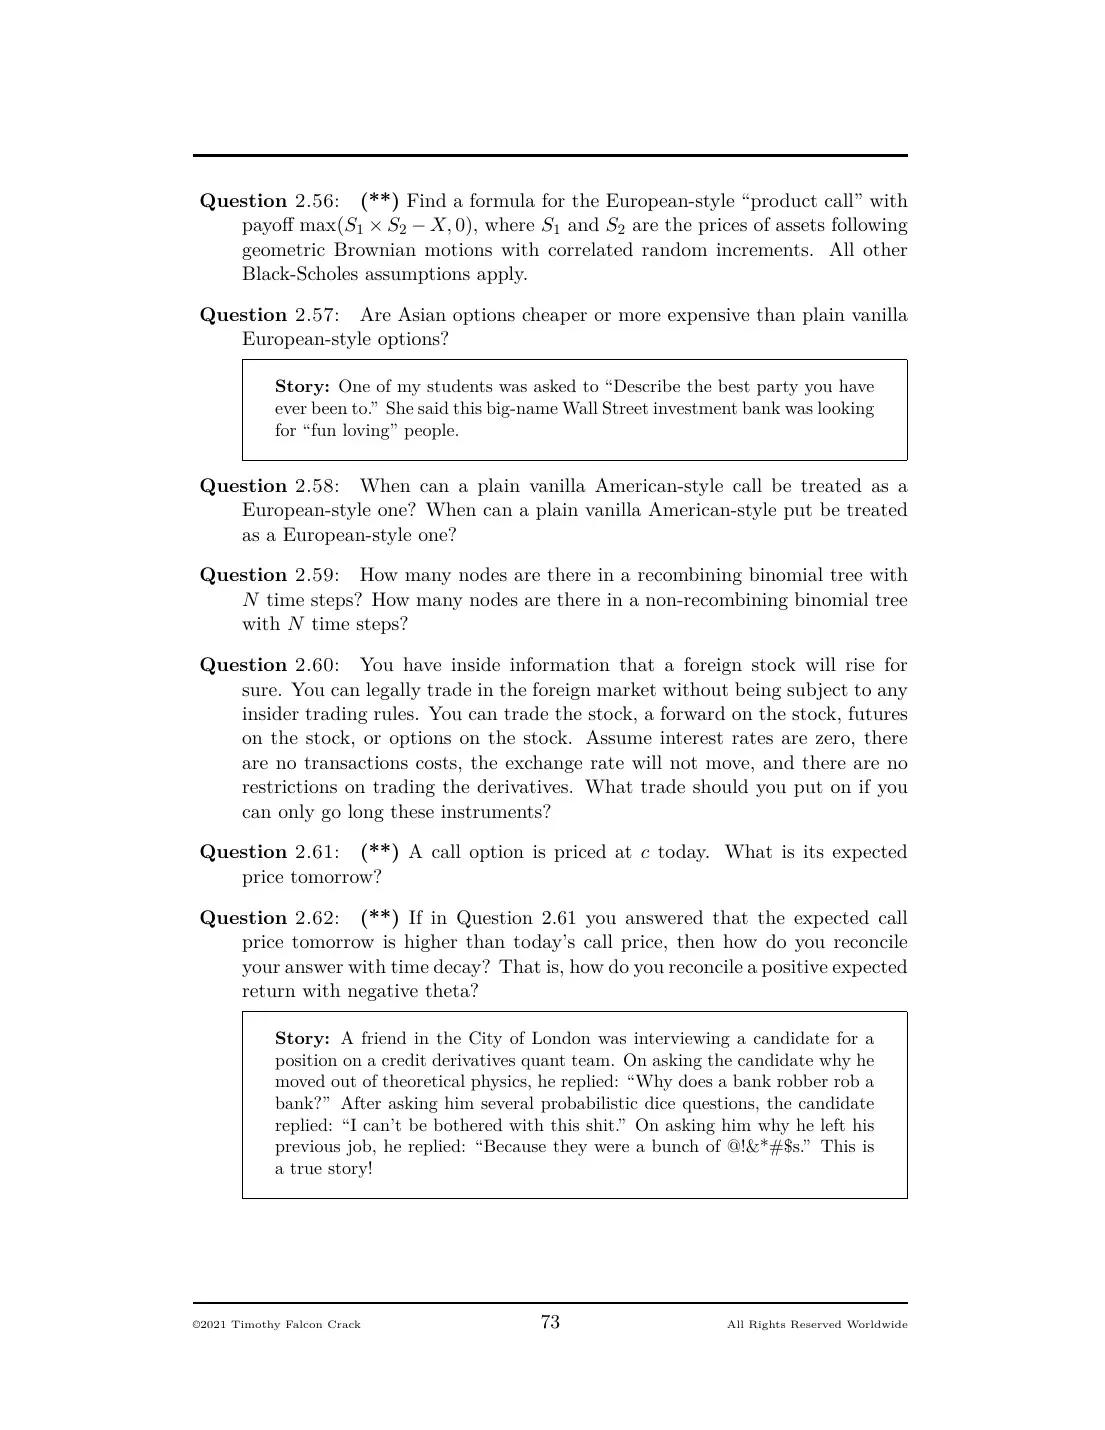 Question 2.56: (**) Find a formula for the European-style “product call” with
payoff max(S1 × S2 − X, 0), where S1 and S2 are the prices of assets following
geometric Brownian motions with correlated random increments. All other
Black-Scholes assumptions apply.
Question 2.57: Are Asian options cheaper or more expensive than plain vanilla
European-style options?
Story: One of my students was asked to “Describe the best party you have
ever been to.” She said this big-name Wall Street investment bank was looking
for “fun loving” people.
Question 2.58: When can a plain vanilla American-style call be treated as a
European-style one? When can a plain vanilla American-style put be treated
as a European-style one?
Question 2.59: How many nodes are there in a recombining binomial tree with
N time steps? How many nodes are there in a non-recombining binomial tree
with N time steps?
Question 2.60: You have inside information that a foreign stock will rise for
sure. You can legally trade in the foreign market without being subject to any
insider trading rules. You can trade the stock, a forward on the stock, futures
on the stock, or options on the stock. Assume interest rates are zero, there
are no transactions costs, the exchange rate will not move, and there are no
restrictions on trading the derivatives. What trade should you put on if you
can only go long these instruments?
Question 2.61: (**) A call option is priced at c today. What is its expected
price tomorrow?
Question 2.62: (**) If in Question 2.61 you answered that the expected call
price tomorrow is higher than today’s call price, then how do you reconcile
your answer with time decay? That is, how do you reconcile a positive expected
return with negative theta?
Story: A friend in the City of London was interviewing a candidate for a
position on a credit derivatives quant team. On asking the candidate why he
moved out of theoretical physics, he replied: “Why does a bank robber rob a
bank?” After asking him several probabilistic dice questions, the candidate
replied: “I can’t be bothered with this shit.” On asking him why he left his
previous job, he replied: “Because they were a bunch of @!&*#$s.” This is
a true story!
©2021 Timothy Falcon Crack 73 All Rights Reserved Worldwide